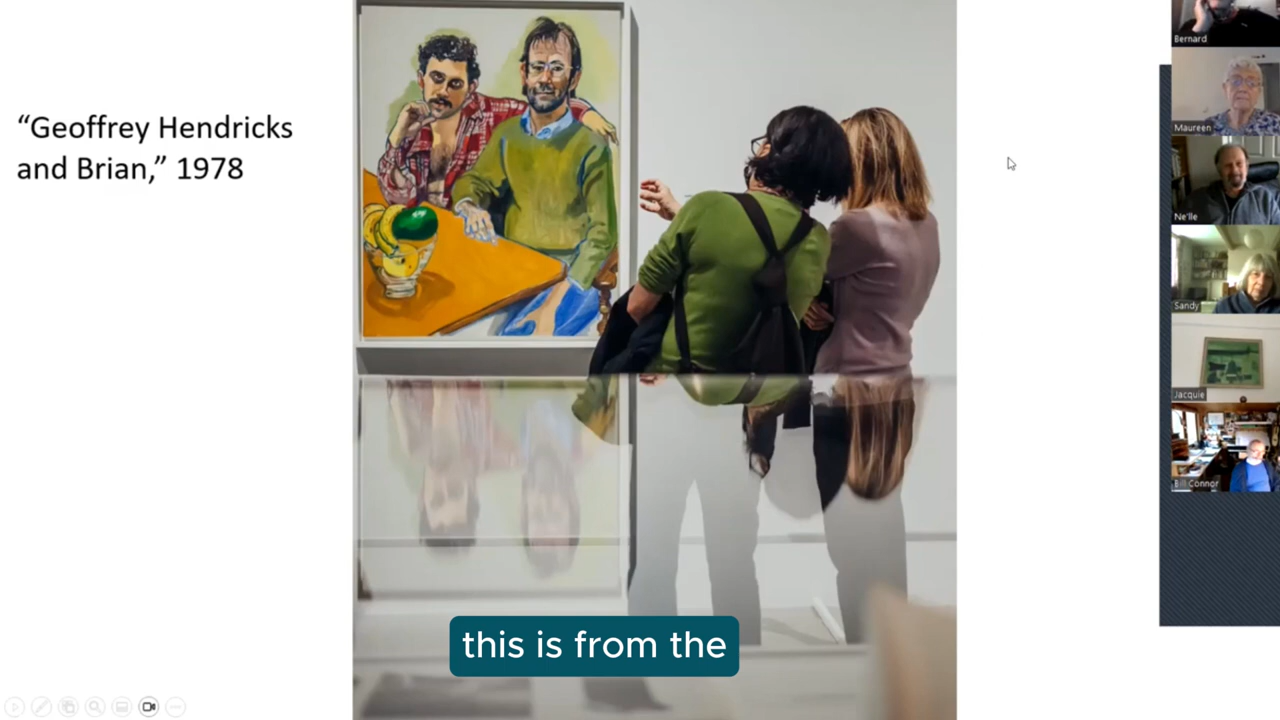 “Geoffrey Hendricks
and Brian,” 1978
Bernard
Maureen
Ne'lle
Sandy
Jacquie
Bill Connor
this is from the